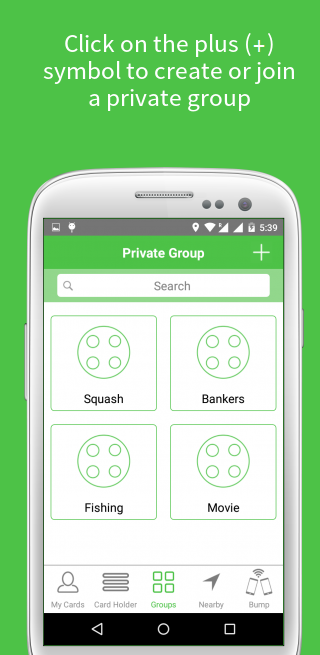 Click on the plus (+)
symbol to create or join
a private group
5:39
Private Group
Search
Squash
Bankers
Fishing
Movie
My Cards
Card Holder
Groups
Nearby
Bump